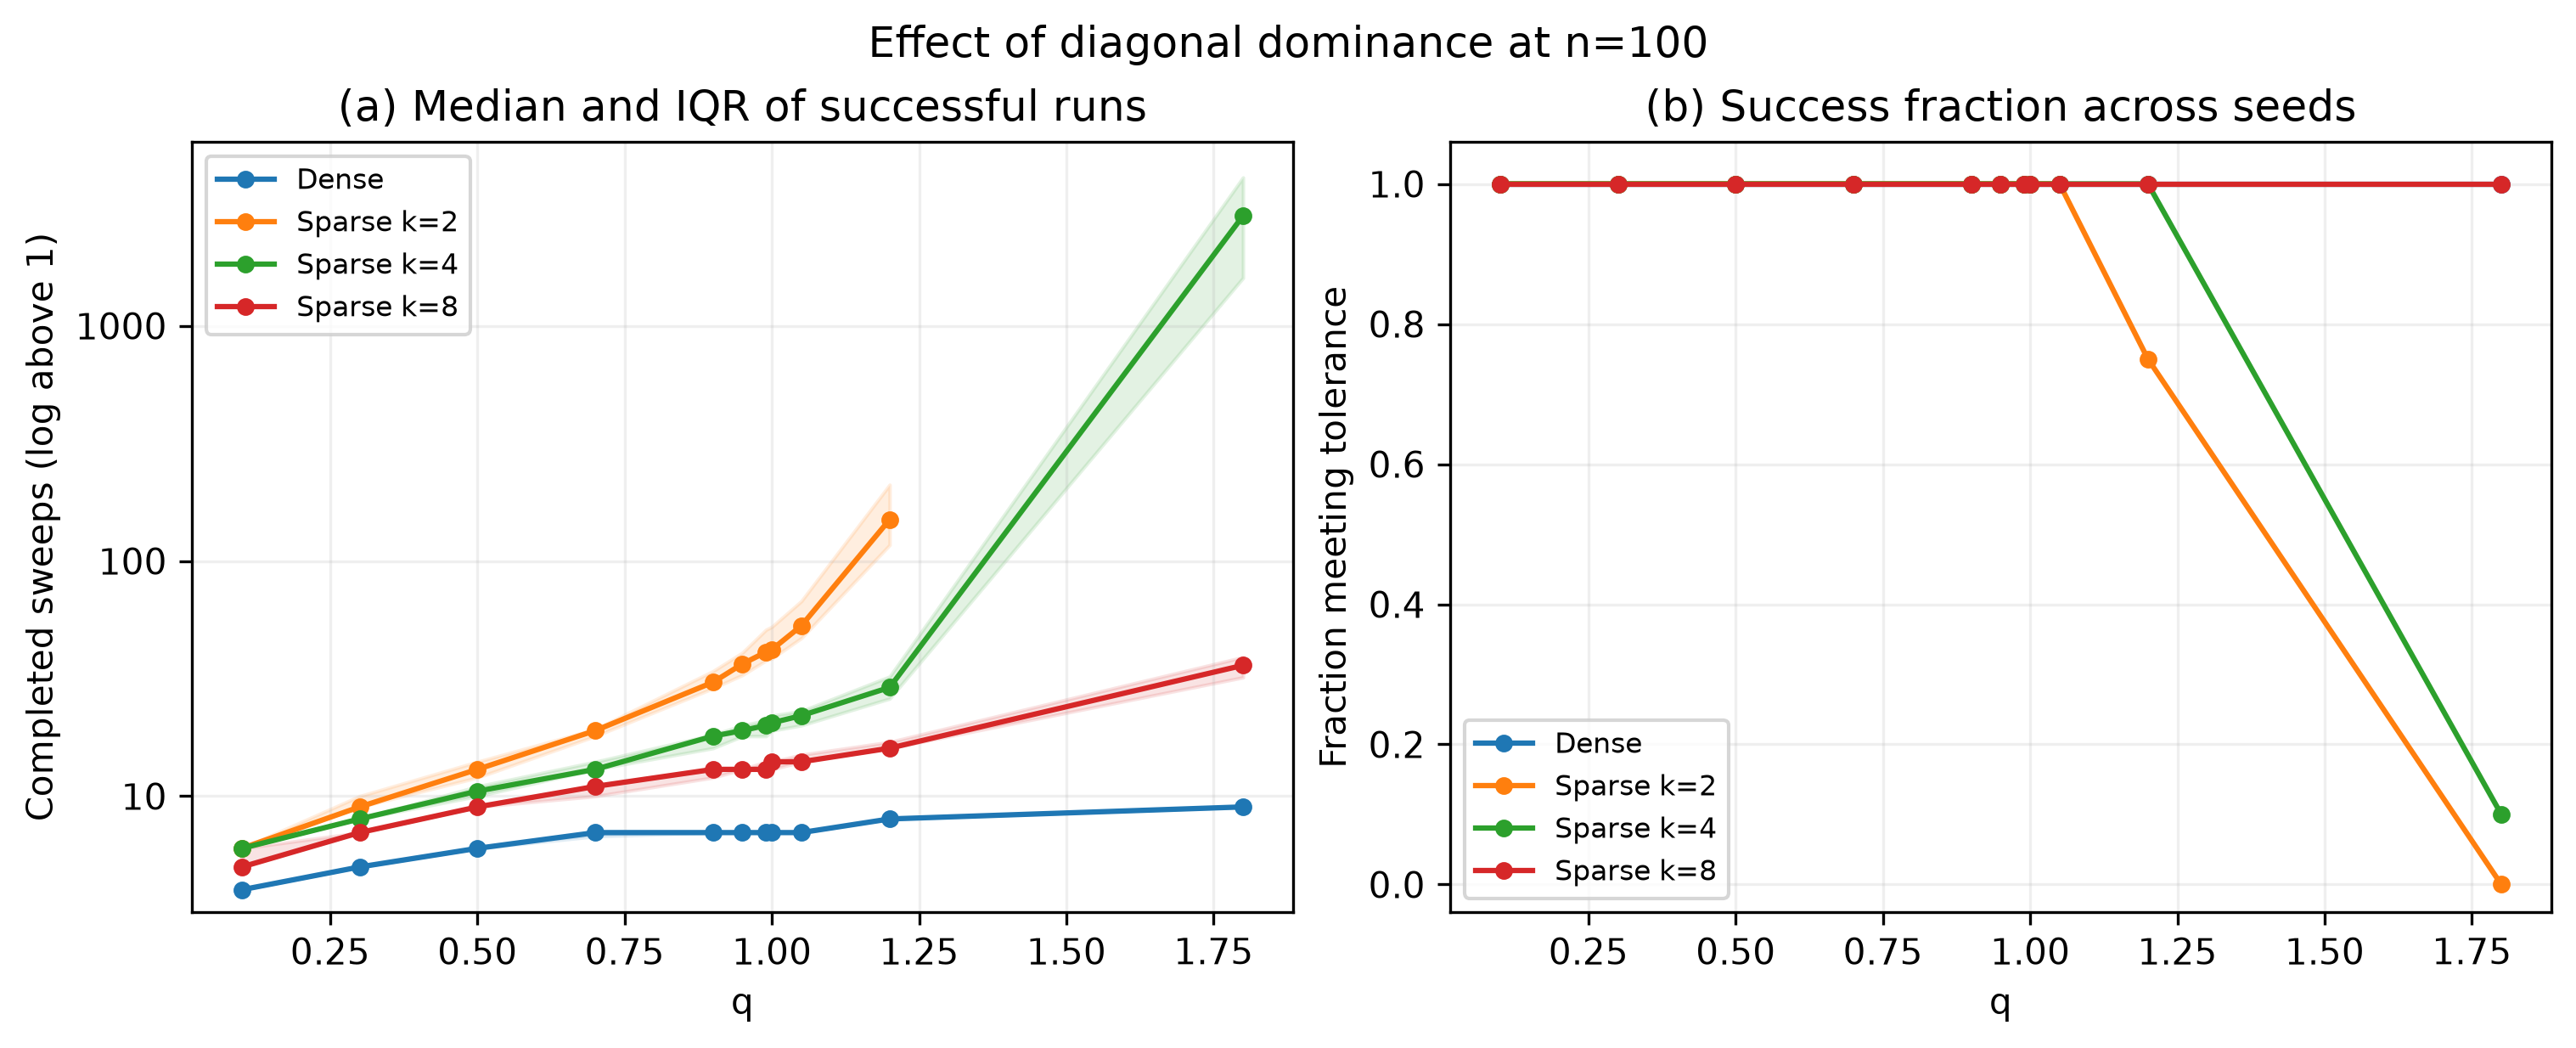 Effect of diagonal dominance at n=100
(a) Median and IQR of successful runs
Completed sweeps (log above 1)
1000
100
10
Dense
Sparse k=2
Sparse k=4
Sparse k=8
0.25 0.50 0.75 1.00 1.25 1.50 1.75
q
(b) Success fraction across seeds
Fraction meeting tolerance
1.0
0.8
0.6
0.4
0.2
0.0
Dense
Sparse k=2
Sparse k=4
Sparse k=8
0.25 0.50 0.75 1.00 1.25 1.50 1.75
q